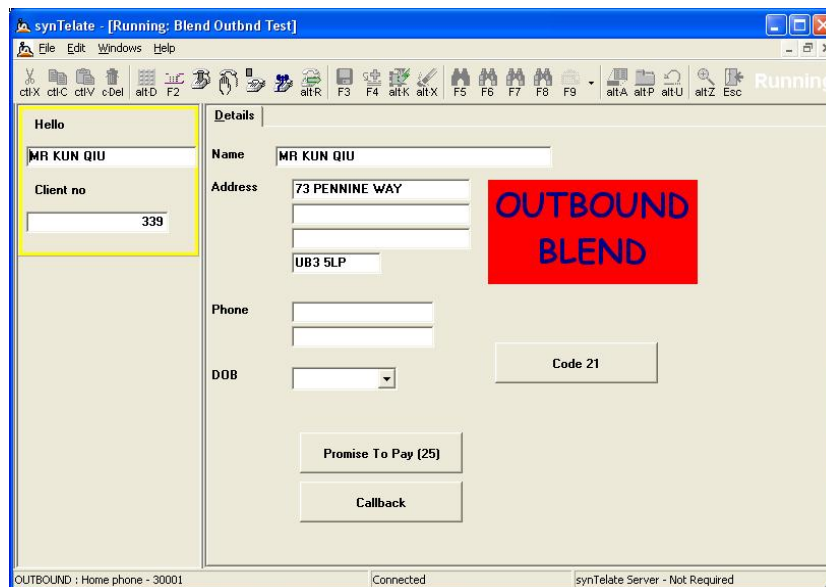 synTelate - [Running: Blend Outbnd Test]
File Edit Windows Help
ctl-X ctl-C ctl-V c-Del alt-D F2 alt-R F3 F4 alt-K alt-X F5 F6 F7 F8 F9 alt-A alt-P alt-U alt-Z Esc Running
Hello
MR KUN QIU
Client no
339
Details
Name MR KUN QIU
Address 73 PENNINE WAY
UB3 5LP
OUTBOUND
BLEND
Phone
DOB
Code 21
Promise To Pay (25)
Callback
OUTBOUND : Home phone - 30001 Connected synTelate Server - Not Required